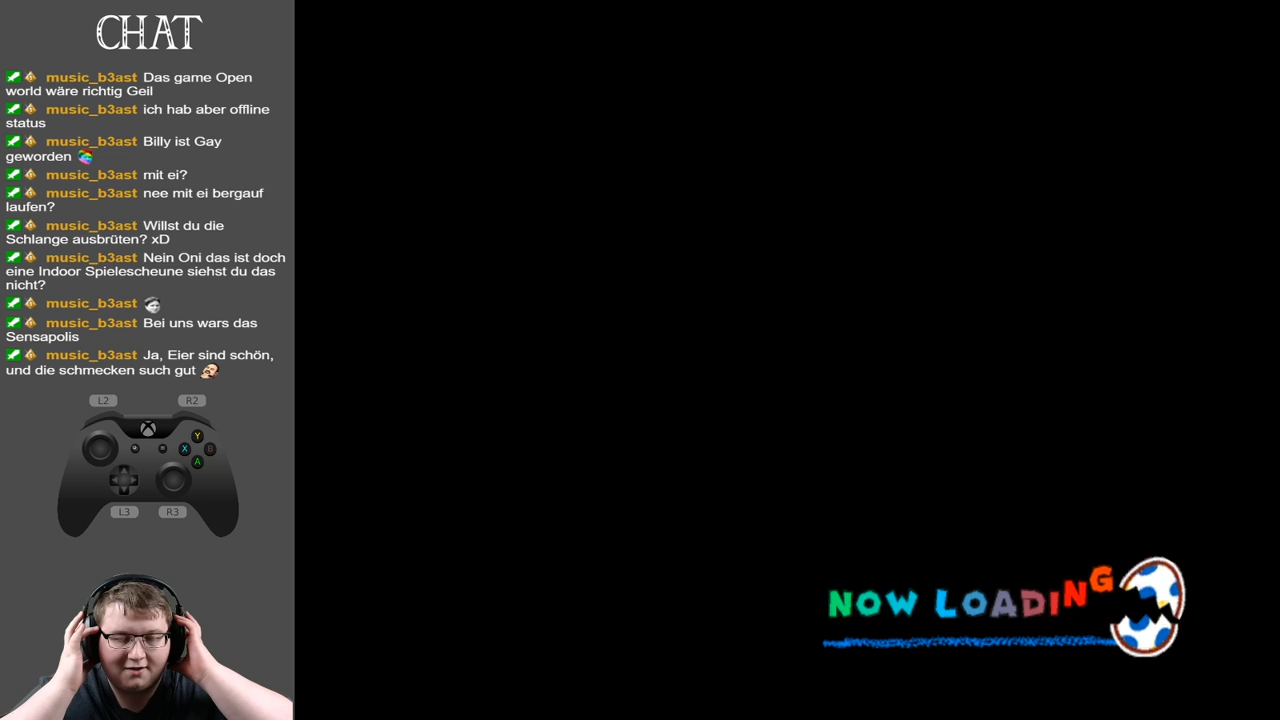 CHAT
music_b3ast Das game Open
world wäre richtig Geil
music_b3ast ich hab aber offline
status
music_b3ast Billy ist Gay
geworden
music_b3ast mit ei?
music_b3ast nee mit ei bergauf
laufen?
music_b3ast Willst du die
Schlange ausbrüten? xD
music_b3ast Nein Oni das ist doch
eine Indoor Spielescheune siehst du das
nicht?
music_b3ast
music_b3ast Bei uns wars das
Sensapolis
music_b3ast Ja, Eier sind schön,
und die schmecken such gut
L2 R2
Y
X B
A
L3 R3
NOW LOADING